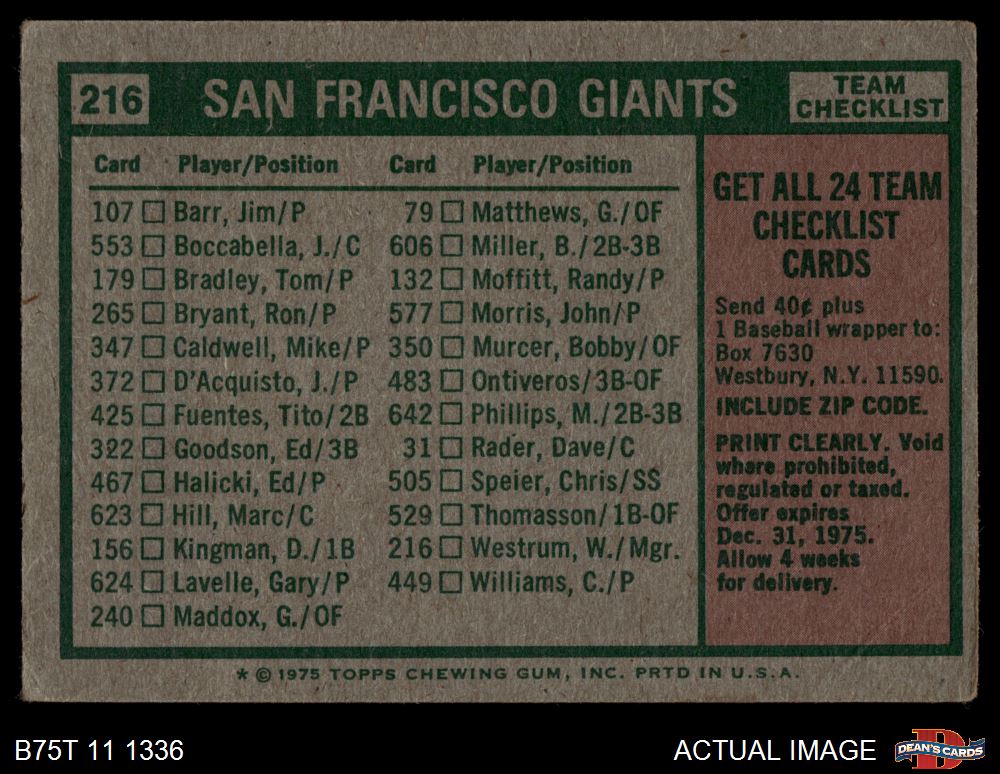 216 SAN FRANCISCO GIANTS TEAM CHECKLIST
Card Player/Position Card Player/Position
107 □ Barr, Jim/P
553 □ Boccabella, J./C
179 □ Bradley, Tom/P
265 □ Bryant, Ron/P
347 □ Caldwell, Mike/P
372 □ D'Acquisto, J./P
425 □ Fuentes, Tito/2B
322 □ Goodson, Ed/3B
467 □ Halicki, Ed/P
623 □ Hill, Marc/C
156 □ Kingman, D./1B
624 □ Lavelle, Gary/P
240 □ Maddox, G./OF
79 □ Matthews, G./OF
606 □ Miller, B./2B-3B
132 □ Moffitt, Randy/P
577 □ Morris, John/P
350 □ Murcer, Bobby/OF
483 □ Ontiveros/3B-OF
642 □ Phillips, M./2B-3B
31 □ Rader, Dave/C
505 □ Speier, Chris/SS
529 □ Thomasson/1B-OF
216 □ Westrum, W./Mgr.
449 □ Williams, C./P
GET ALL 24 TEAM
CHECKLIST
CARDS
Send 40¢ plus
1 Baseball wrapper to:
Box 7630
Westbury, N.Y. 11590.
INCLUDE ZIP CODE.
PRINT CLEARLY. Void
where prohibited,
regulated or taxed.
Offer expires
Dec. 31, 1975.
Allow 4 weeks
for delivery.
* © 1975 TOPPS CHEWING GUM, INC. PRTD IN U.S.A.
B75T 11 1336
ACTUAL IMAGE
D
DEAN'S CARDS